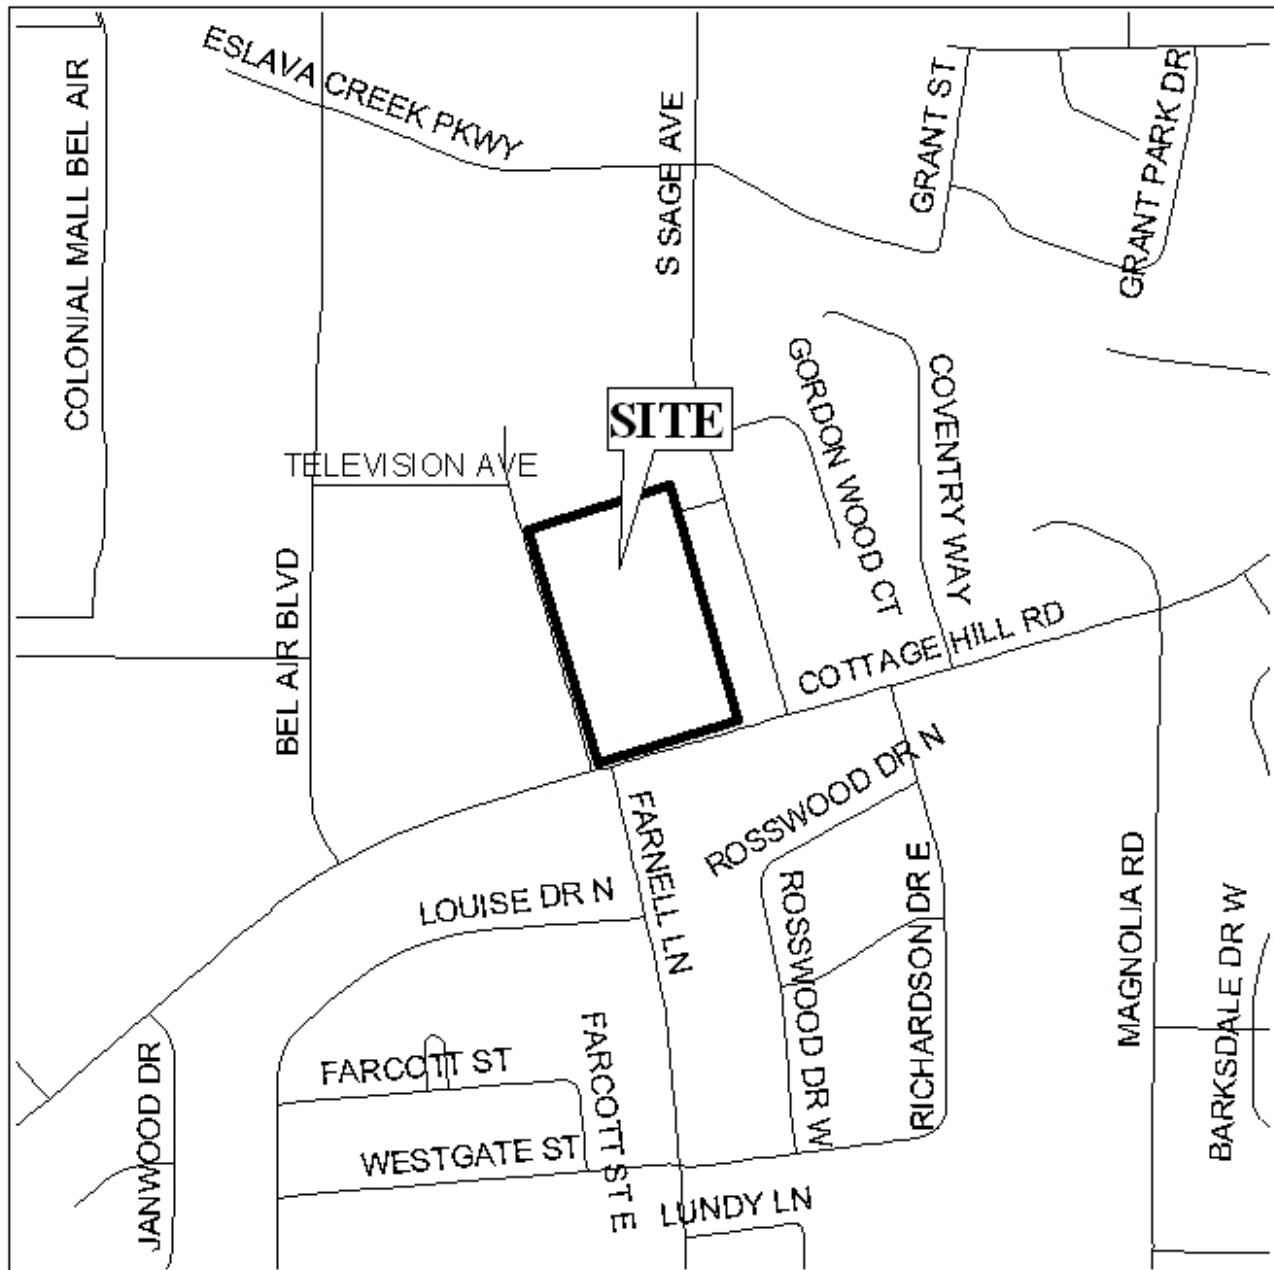 ESLAVA CREEK PKWY
COLONIAL MALL BEL AIR
S SAGE AVE
GRANT ST
GRANT PARK DR
GORDON WOOD CT
COVENTRY WAY
SITE
TELEVISION AVE
BEL AIR BLVD
COTTAGE HILL RD
ROSSWOOD DR N
FARNELL LN
LOUISE DR N
ROSSWOOD DR W
RICHARDSON DR E
MAGNOLIA RD
BARKSDALE DR W
JANWOOD DR
FARCOTT ST
FARCOTT ST E
WESTGATE ST
LUNDY LN